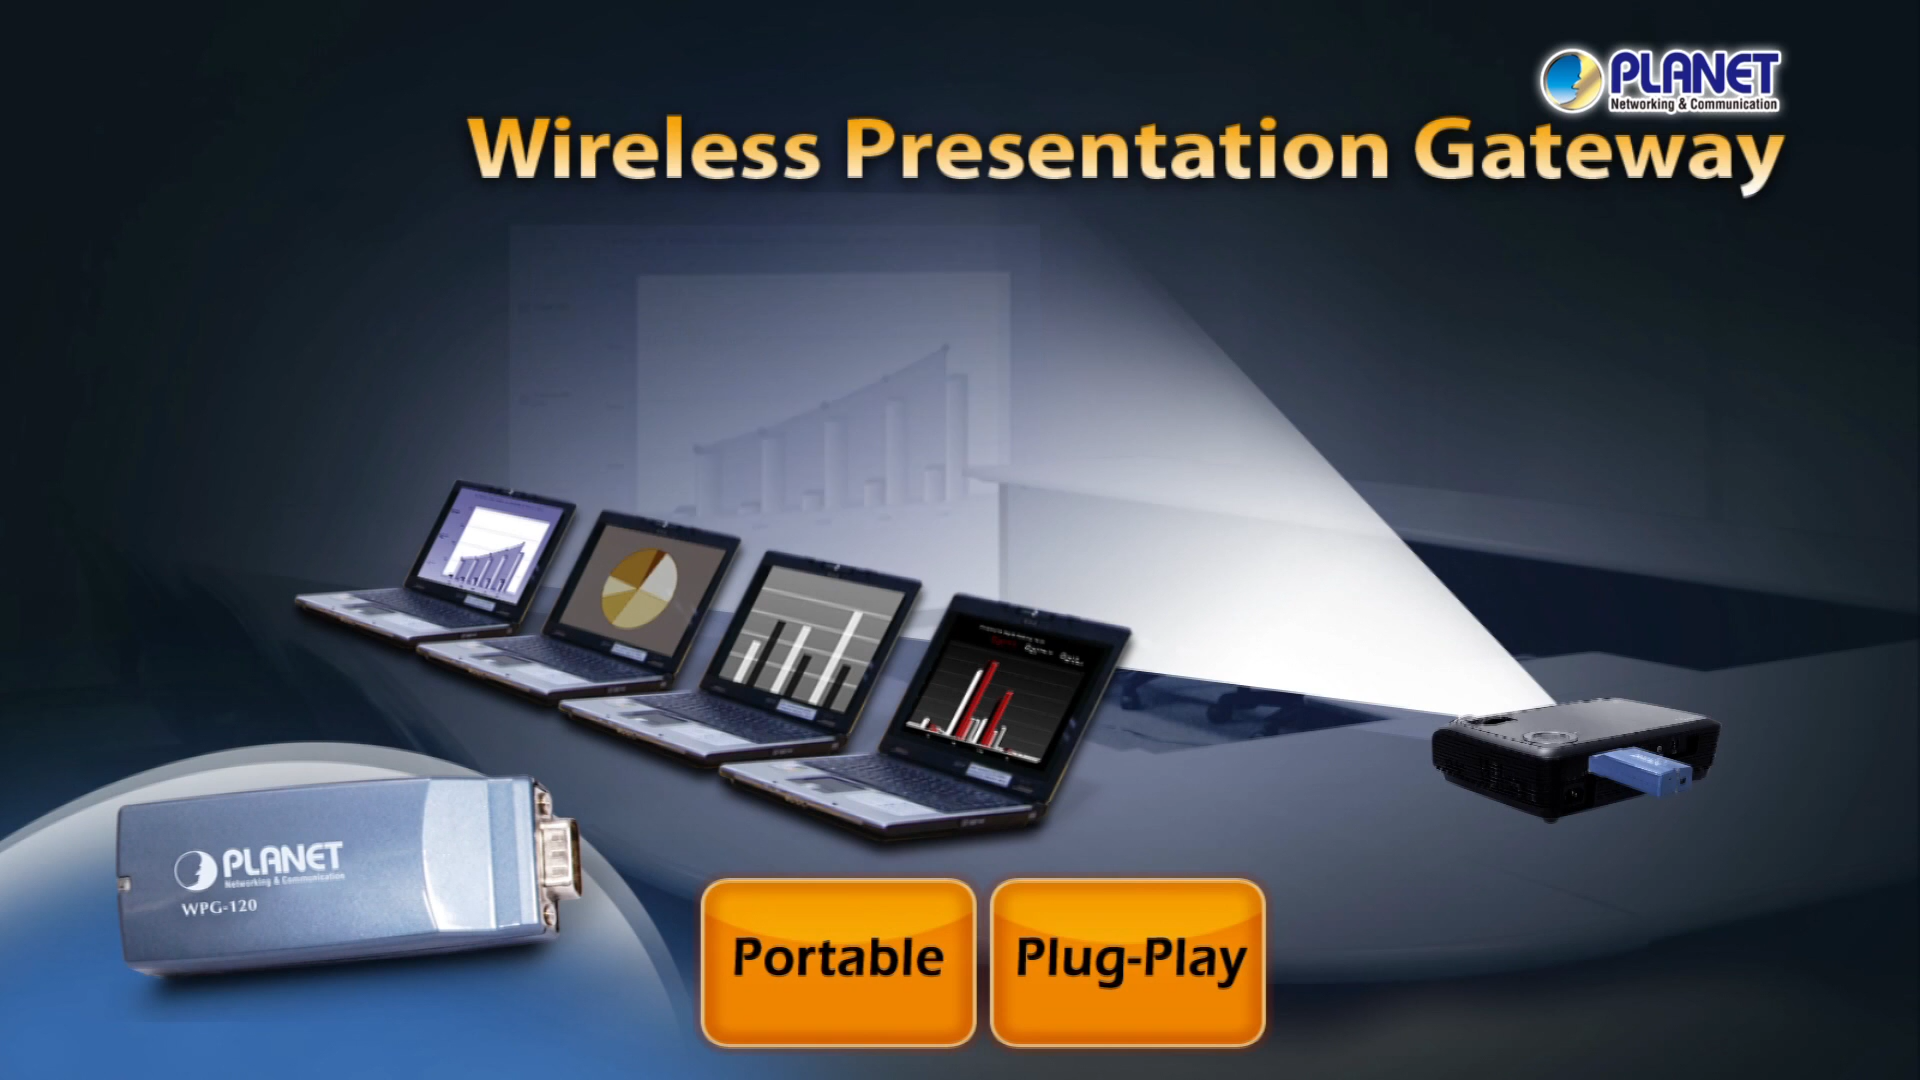 PLANET
Networking & Communication
Wireless Presentation Gateway
PLANET
Networking & Communication
WPG-120
Portable
Plug-Play